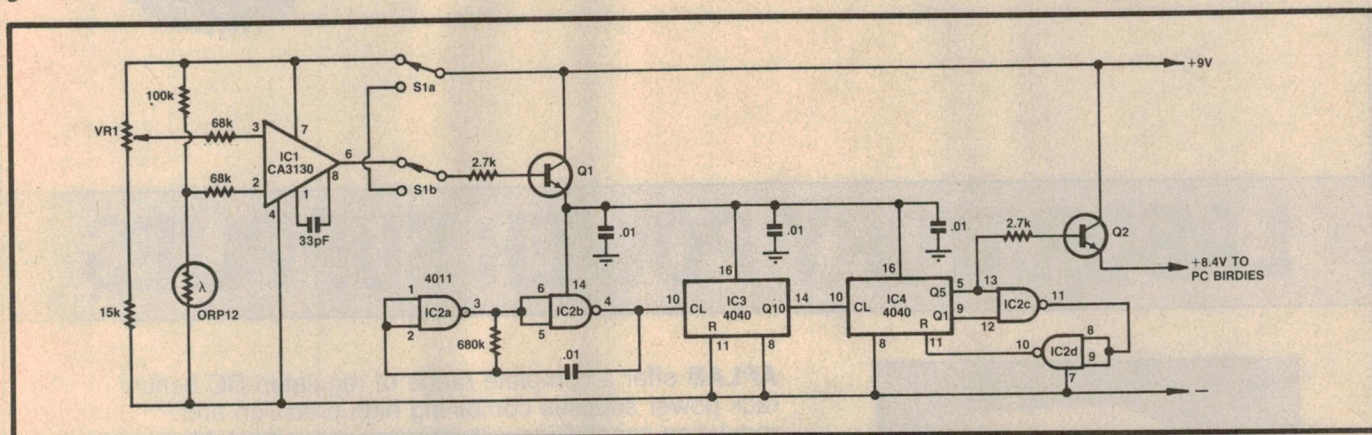 +9V
100k
S1a
VR1
68k
3
7
IC1
CA3130
6
8
2.7k
Q1
68k
2
1
4
S1b
33pF
.01
.01
.01
2.7k
Q2
+8.4V TO
PC BIRDIES
λ
ORP12
15k
4011
1
2
IC2a
3
6
5
14
IC2b
4
680k
.01
10
16
CL
IC3
4040
Q10
R
11
8
14
10
16
CL
IC4
4040
Q5
Q1
R
8
11
5
9
13
12
IC2c
11
10
IC2d
8
9
7
–